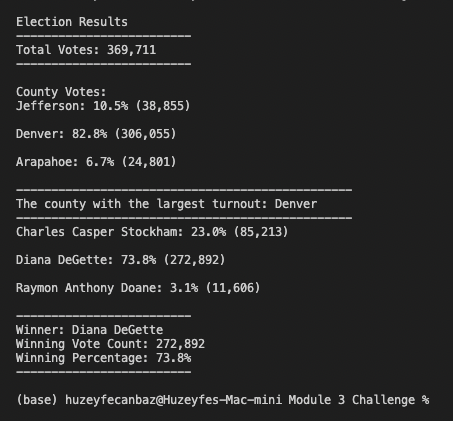 Election Results
-------------------------
Total Votes: 369,711
-------------------------
County Votes:
Jefferson: 10.5% (38,855)
Denver: 82.8% (306,055)
Arapahoe: 6.7% (24,801)
------------------------------------------------
The county with the largest turnout: Denver
------------------------------------------------
Charles Casper Stockham: 23.0% (85,213)
Diana DeGette: 73.8% (272,892)
Raymon Anthony Doane: 3.1% (11,606)
-------------------------
Winner: Diana DeGette
Winning Vote Count: 272,892
Winning Percentage: 73.8%
-------------------------
(base) huzeyfecanbaz@Huzeyfes-Mac-mini Module 3 Challenge %